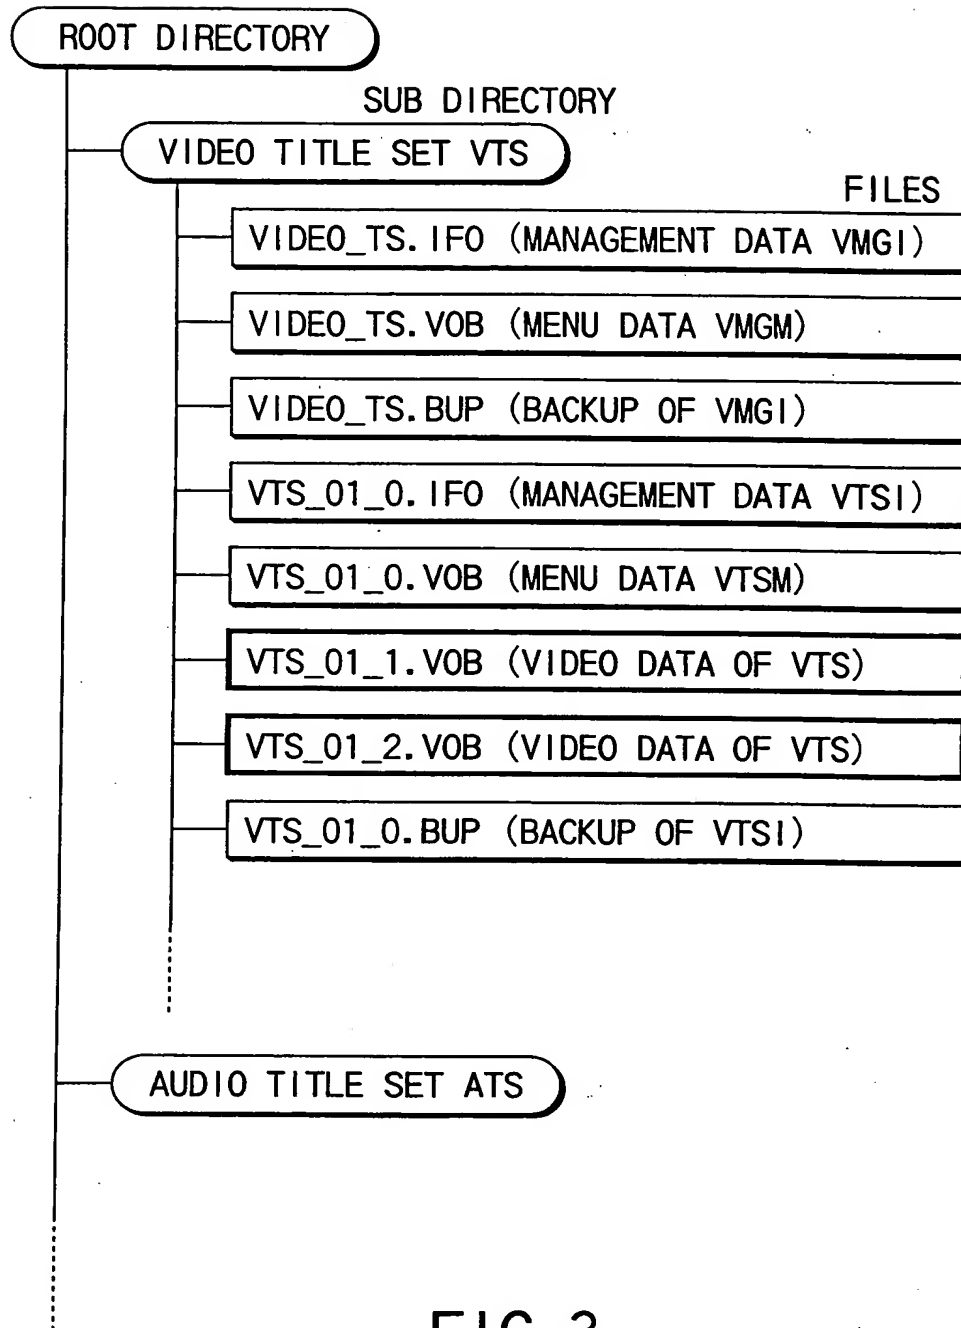 ROOT DIRECTORY
SUB DIRECTORY
VIDEO TITLE SET VTS
FILES
VIDEO_TS.IFO (MANAGEMENT DATA VMGI)
VIDEO_TS.VOB (MENU DATA VMGM)
VIDEO_TS.BUP (BACKUP OF VMGI)
VTS_01_0.IFO (MANAGEMENT DATA VTSI)
VTS_01_0.VOB (MENU DATA VTSM)
VTS_01_1.VOB (VIDEO DATA OF VTS)
VTS_01_2.VOB (VIDEO DATA OF VTS)
VTS_01_0.BUP (BACKUP OF VTSI)
AUDIO TITLE SET ATS